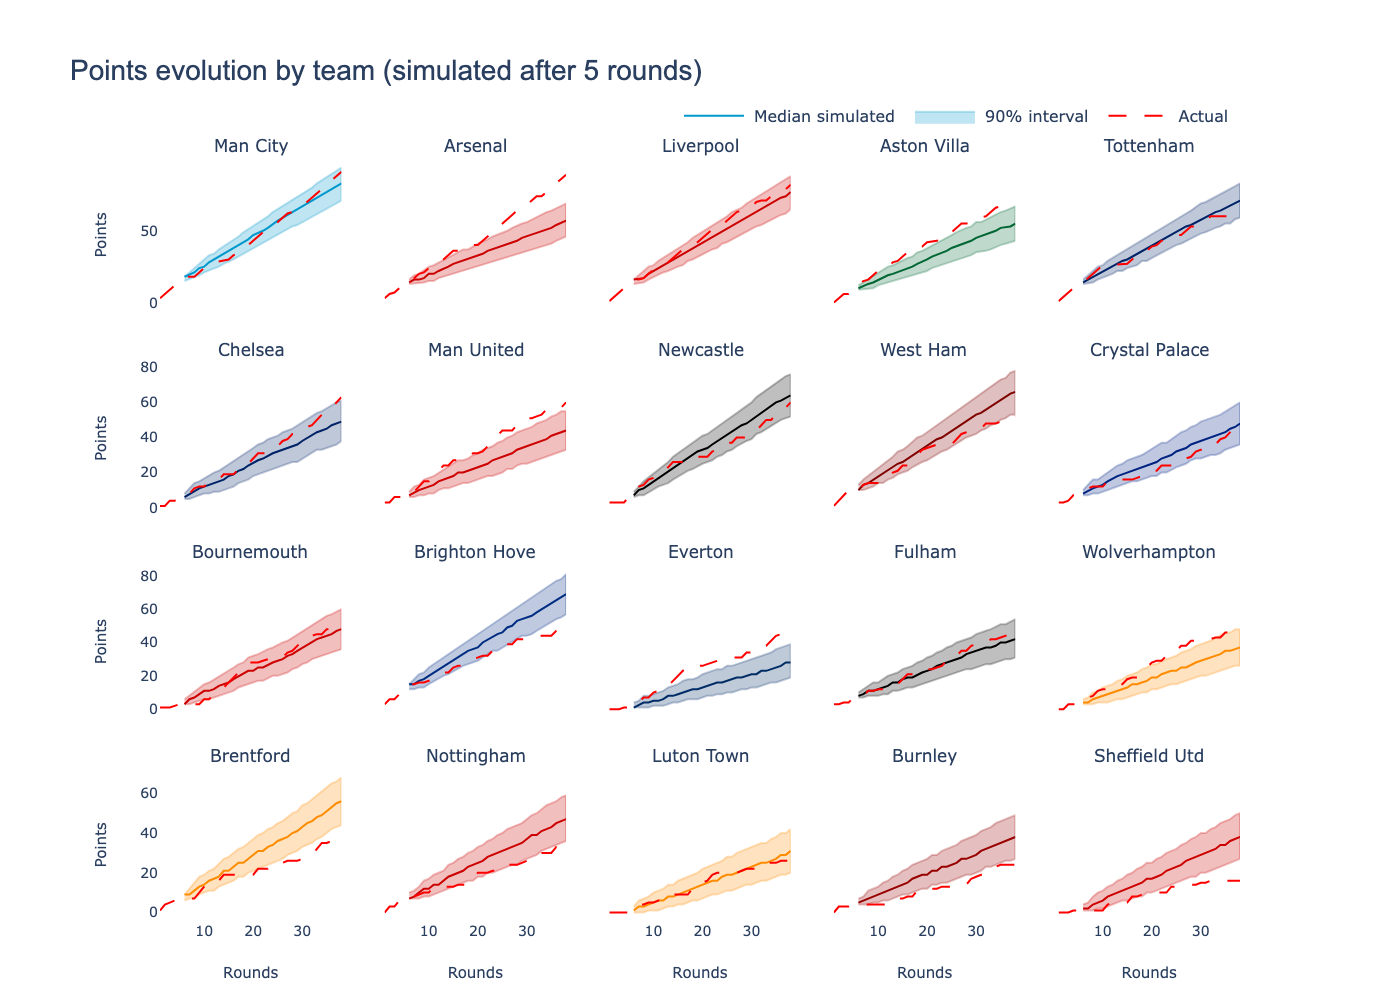 Points evolution by team (simulated after 5 rounds)
Median simulated 90% interval Actual
Man City Arsenal Liverpool Aston Villa Tottenham
Points
50
0
Chelsea Man United Newcastle West Ham Crystal Palace
Points
80
60
40
20
0
Bournemouth Brighton Hove Everton Fulham Wolverhampton
Points
80
60
40
20
0
Brentford Nottingham Luton Town Burnley Sheffield Utd
Points
60
40
20
0
10 20 30 10 20 30 10 20 30 10 20 30 10 20 30
Rounds Rounds Rounds Rounds Rounds